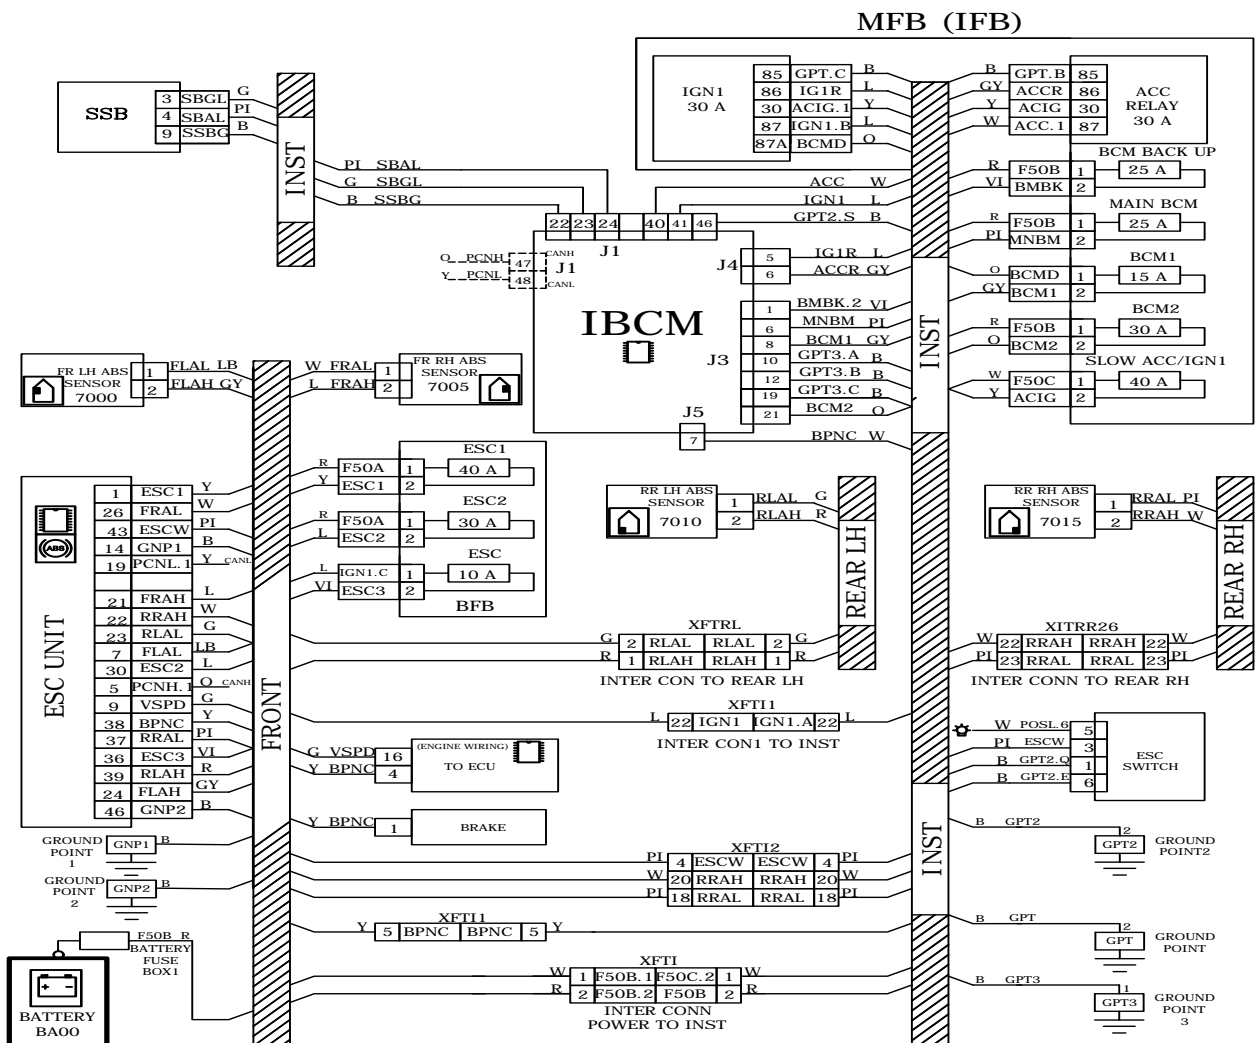 MFB (IFB)
SSB
3 SBGL G
4 SBAL PI
9 SSBG B
INST
PI SBAL
G SBGL
B SSBG
IGN1
30 A
85 GPT.C B
86 IG1R L
30 ACIG.1 Y
87 IGN1.B L
87A BCMD O
B GPT.B 85
GY ACCR 86
Y ACIG 30
W ACC.1 87
ACC
RELAY
30 A
BCM BACK UP
R F50B 1 25 A
VI BMBK 2
MAIN BCM
R F50B 1 25 A
PI MNBM 2
BCM1
O BCMD 1 15 A
GY BCM1 2
BCM2
R F50B 1 30 A
O BCM2 2
SLOW ACC/IGN1
W F50C 1 40 A
Y ACIG 2
ACC W
IGN1 L
GPT2.S B
22 23 24 40 41 46
J1
O PCNH 47 CANH
Y PCNL 48 CANL
J1
IBCM
J4
5 IG1R L
6 ACCR GY
J3
1 BMBK.2 VI
6 MNBM PI
8 BCM1 GY
10 GPT3.A B
12 GPT3.B B
19 GPT3.C B
21 BCM2 O
J5
7 BPNC W
INST
FR LH ABS
SENSOR
7000
1 FLAL LB
2 FLAH GY
W FRAL 1
L FRAH 2
FR RH ABS
SENSOR
7005
ESC UNIT
ABS
1 ESC1 Y
26 FRAL W
43 ESCW PI
14 GNP1 B
19 PCNL.1 Y CANL
21 FRAH L
22 RRAH W
23 RLAL G
7 FLAL LB
30 ESC2 L
5 PCNH.1 O CANH
9 VSPD G
38 BPNC Y
37 RRAL PI
36 ESC3 VI
39 RLAH R
24 FLAH GY
46 GNP2 B
FRONT
ESC1
R F50A 1 40 A
Y ESC1 2
ESC2
R F50A 1 30 A
L ESC2 2
ESC
L IGN1.C 1 10 A
VI ESC3 2
BFB
RR LH ABS
SENSOR
7010
1 RLAL G
2 RLAH R
REAR LH
RR RH ABS
SENSOR
7015
1 RRAL PI
2 RRAH W
REAR RH
XFTRL
G 2 RLAL RLAL 2 G
R 1 RLAH RLAH 1 R
INTER CON TO REAR LH
XITRR26
W 22 RRAH RRAH 22 W
PI 23 RRAL RRAL 23 PI
INTER CONN TO REAR RH
XFTI1
L 22 IGN1 IGN1.A 22 L
INTER CON1 TO INST
G VSPD 16
Y BPNC 4
(ENGINE WIRING)
TO ECU
Y BPNC 1 BRAKE
W POSL.6 5
PI ESCW 3
B GPT2.Q 1
B GPT2.E 6
ESC
SWITCH
INST
GROUND
POINT
1
GNP1 B
GROUND
POINT
2
GNP2 B
XFTI2
PI 4 ESCW ESCW 4 PI
W 20 RRAH RRAH 20 W
PI 18 RRAL RRAL 18 PI
B GPT2 2
GPT2
GROUND
POINT2
XFTI1
Y 5 BPNC BPNC 5 Y
B GPT 2
GPT
GROUND
POINT
F50B R
BATTERY
FUSE
BOX1
BATTERY
BA00
XFTI
W 1 F50B.1 F50C.2 1 W
R 2 F50B.2 F50B 2 R
INTER CONN
POWER TO INST
B GPT3 1
GPT3
GROUND
POINT
3